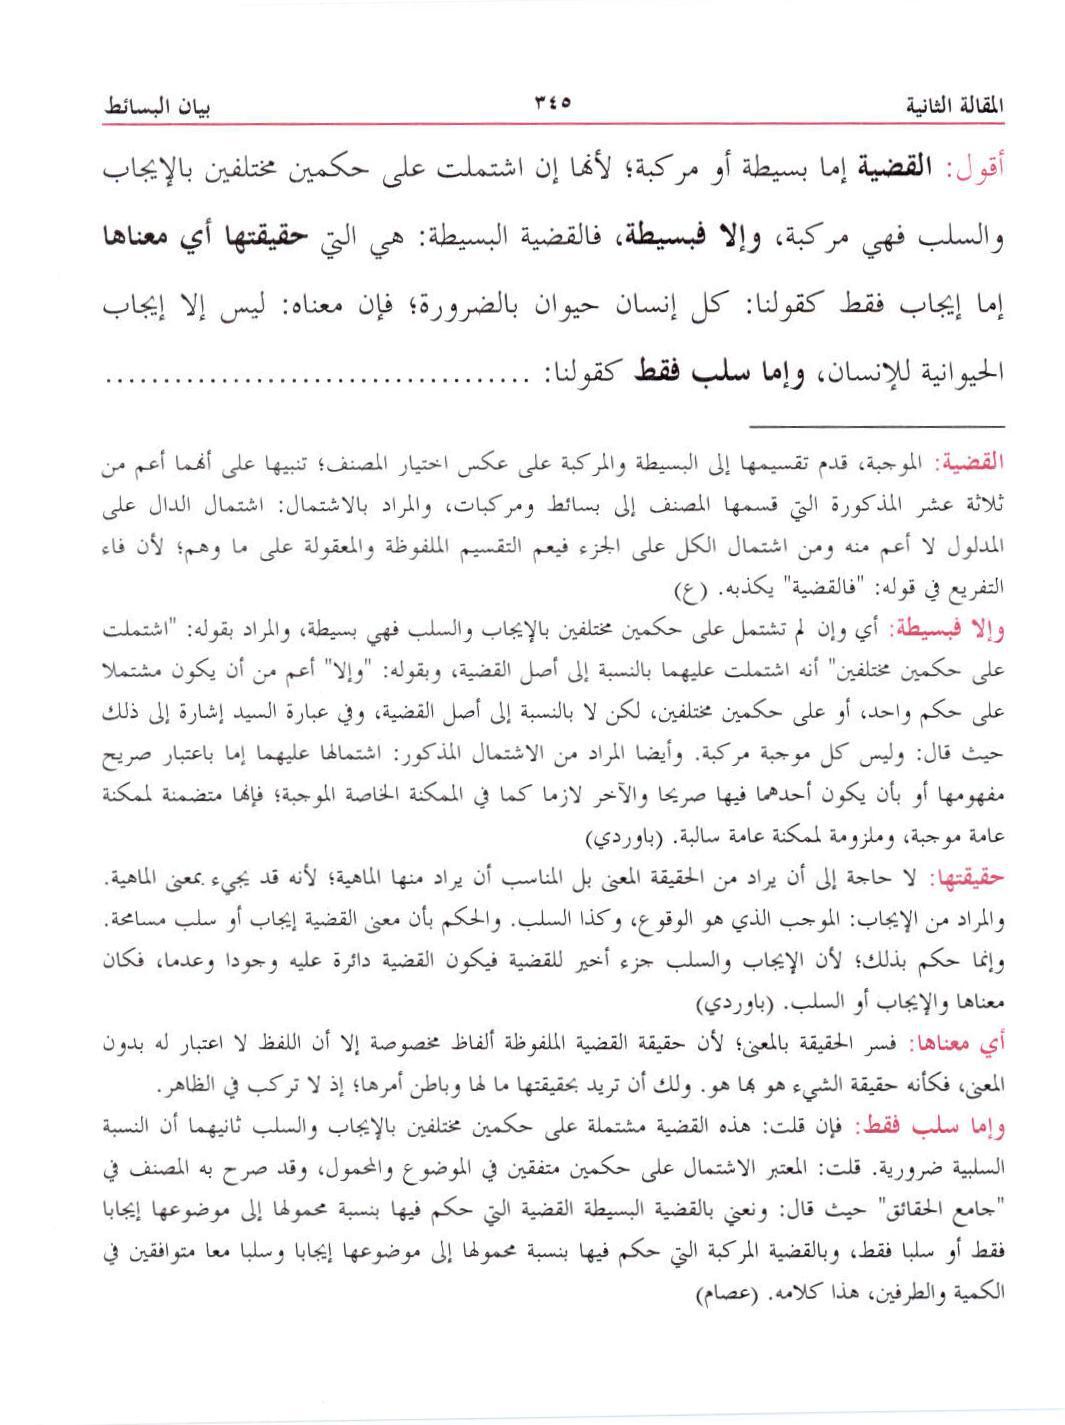 المقالة الثانية ٣٤٥ بيان البسائط
أقول: القضية إما بسيطة أو مركبة؛ لأنها إن اشتملت على حكمين مختلفين بالإيجاب
والسلب فهي مركبة، وإلا فبسيطة، فالقضية البسيطة: هي التي حقيقتها أي معناها
إما إيجاب فقط كقولنا: كل إنسان حيوان بالضرورة؛ فإن معناه: ليس إلا إيجاب
الحيوانية للإنسان، وإما سلب فقط كقولنا: .....................................
القضية: الموجبة، قدم تقسيمها إلى البسيطة والمركبة على عكس اختيار المصنف؛ تنبيها على أنهما أعم من
ثلاثة عشر المذكورة التي قسمها المصنف إلى بسائط ومركبات، والمراد بالاشتمال: اشتمال الدال على
المدلول لا أعم منه ومن اشتمال الكل على الجزء فيعم التقسيم الملفوظة والمعقولة على ما وهم؛ لأن فاء
التفريع في قوله: "فالقضية" يكذبه. (ع)
وإلا فبسيطة: أي وإن لم تشتمل على حكمين مختلفين بالإيجاب والسلب فهي بسيطة، والمراد بقوله: "اشتملت
على حكمين مختلفين" أنه اشتملت عليهما بالنسبة إلى أصل القضية، وبقوله: "وإلا" أعم من أن يكون مشتملا
على حكم واحد، أو على حكمين مختلفين، لكن لا بالنسبة إلى أصل القضية، وفي عبارة السيد إشارة إلى ذلك
حيث قال: وليس كل موجبة مركبة. وأيضا المراد من الاشتمال المذكور: اشتمالها عليهما إما باعتبار صريح
مفهومها أو بأن يكون أحدهما فيها صريحا والآخر لازما كما في الممكنة الخاصة الموجبة؛ فإنها متضمنة لممكنة
عامة موجبة، وملزومة لممكنة عامة سالبة. (باوردي)
حقيقتها: لا حاجة إلى أن يراد من الحقيقة المعنى بل المناسب أن يراد منها الماهية؛ لأنه قد يجيء بمعنى الماهية.
والمراد من الإيجاب: الموجب الذي هو الوقوع، وكذا السلب. والحكم بأن معنى القضية إيجاب أو سلب مسامحة.
وإنما حكم بذلك؛ لأن الإيجاب والسلب جزء أخير للقضية فيكون القضية دائرة عليه وجودا وعدما، فكان
معناها والإيجاب أو السلب. (باوردي)
أي معناها: فسر الحقيقة بالمعنى؛ لأن حقيقة القضية الملفوظة ألفاظ مخصوصة إلا أن اللفظ لا اعتبار له بدون
المعنى، فكأنه حقيقة الشيء هو بها هو. ولك أن تريد بحقيقتها ما لها وباطن أمرها؛ إذ لا تركب في الظاهر.
وإما سلب فقط: فإن قلت: هذه القضية مشتملة على حكمين مختلفين بالإيجاب والسلب ثانيهما أن النسبة
السلبية ضرورية. قلت: المعتبر الاشتمال على حكمين متفقين في الموضوع والمحمول، وقد صرح به المصنف في
"جامع الحقائق" حيث قال: ونعني بالقضية البسيطة القضية التي حكم فيها بنسبة محمولها إلى موضوعها إيجابا
فقط أو سلبا فقط، وبالقضية المركبة التي حكم فيها بنسبة محمولها إلى موضوعها إيجابا وسلبا معا متوافقين في
الكمية والطرفين، هذا كلامه. (عصام)